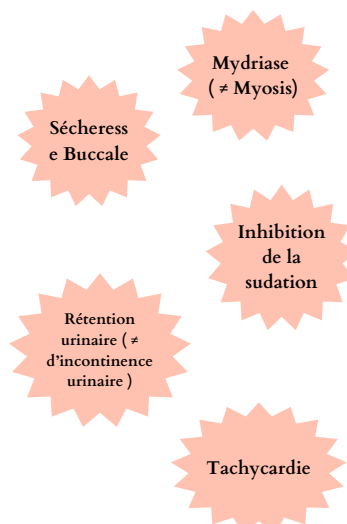 Mydriase
( ≠ Myosis)
Sécheress
e Buccale
Inhibition
de la
sudation
Rétention
urinaire ( ≠
d’incontinence
urinaire )
Tachycardie